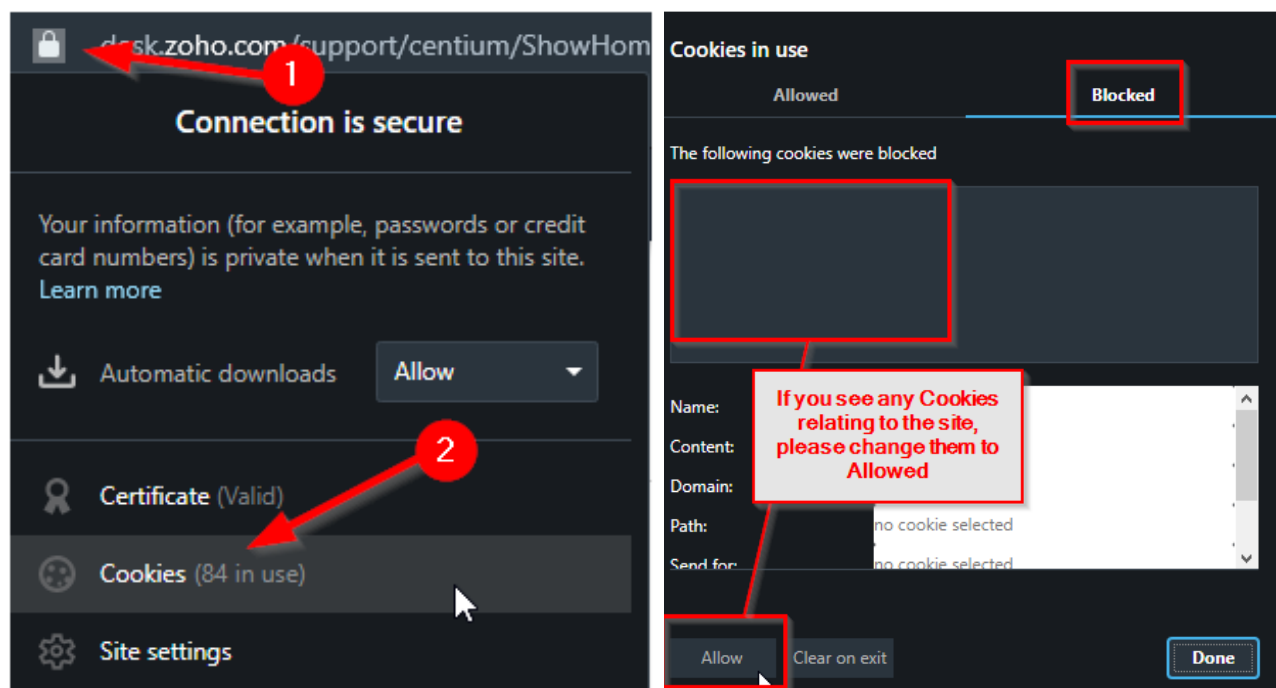 desk.zoho.com/support/centium/ShowHom
1
Connection is secure
Your information (for example, passwords or credit
card numbers) is private when it is sent to this site.
Learn more
Automatic downloads
Allow
2
Certificate (Valid)
Cookies (84 in use)
Site settings
Cookies in use
Allowed
Blocked
The following cookies were blocked
If you see any Cookies
relating to the site,
please change them to
Allowed
Name:
Content:
Domain:
Path:
no cookie selected
Send for:
no cookie selected
Allow
Clear on exit
Done